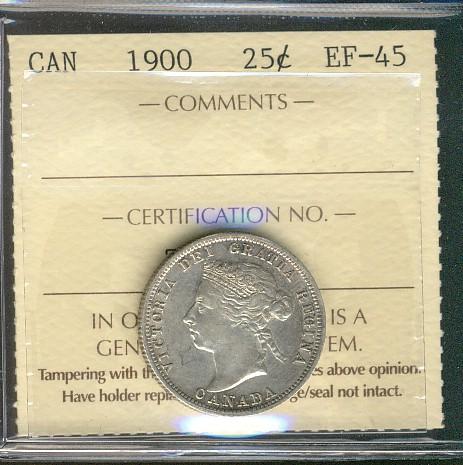 CAN 1900 25¢ EF-45
— COMMENTS —
— CERTIFICATION NO. —
VICTORIA DEI GRATIA REGINA
CANADA
IN O IS A
GEN EM.
Tampering with th s above opinion.
Have holder repl e/seal not intact.